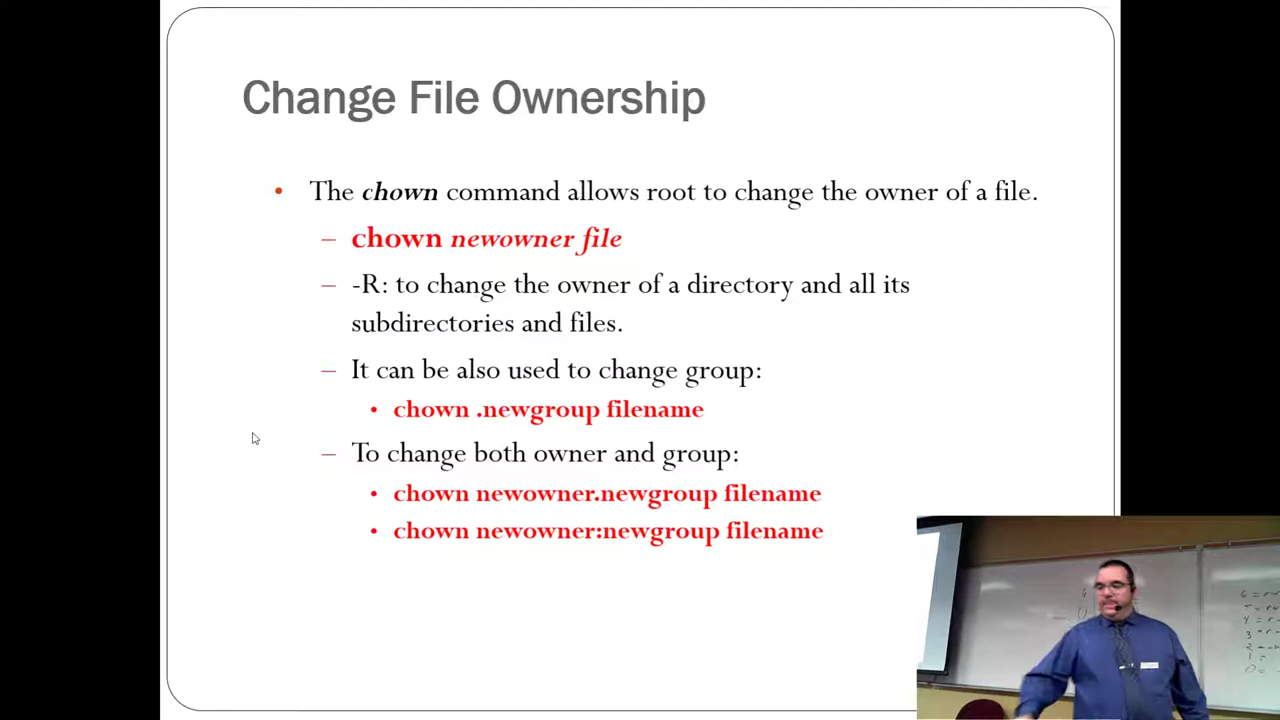 Change File Ownership
• The chown command allows root to change the owner of a file.
– chown newowner file
– -R: to change the owner of a directory and all its
subdirectories and files.
– It can be also used to change group:
• chown .newgroup filename
– To change both owner and group:
• chown newowner.newgroup filename
• chown newowner:newgroup filename